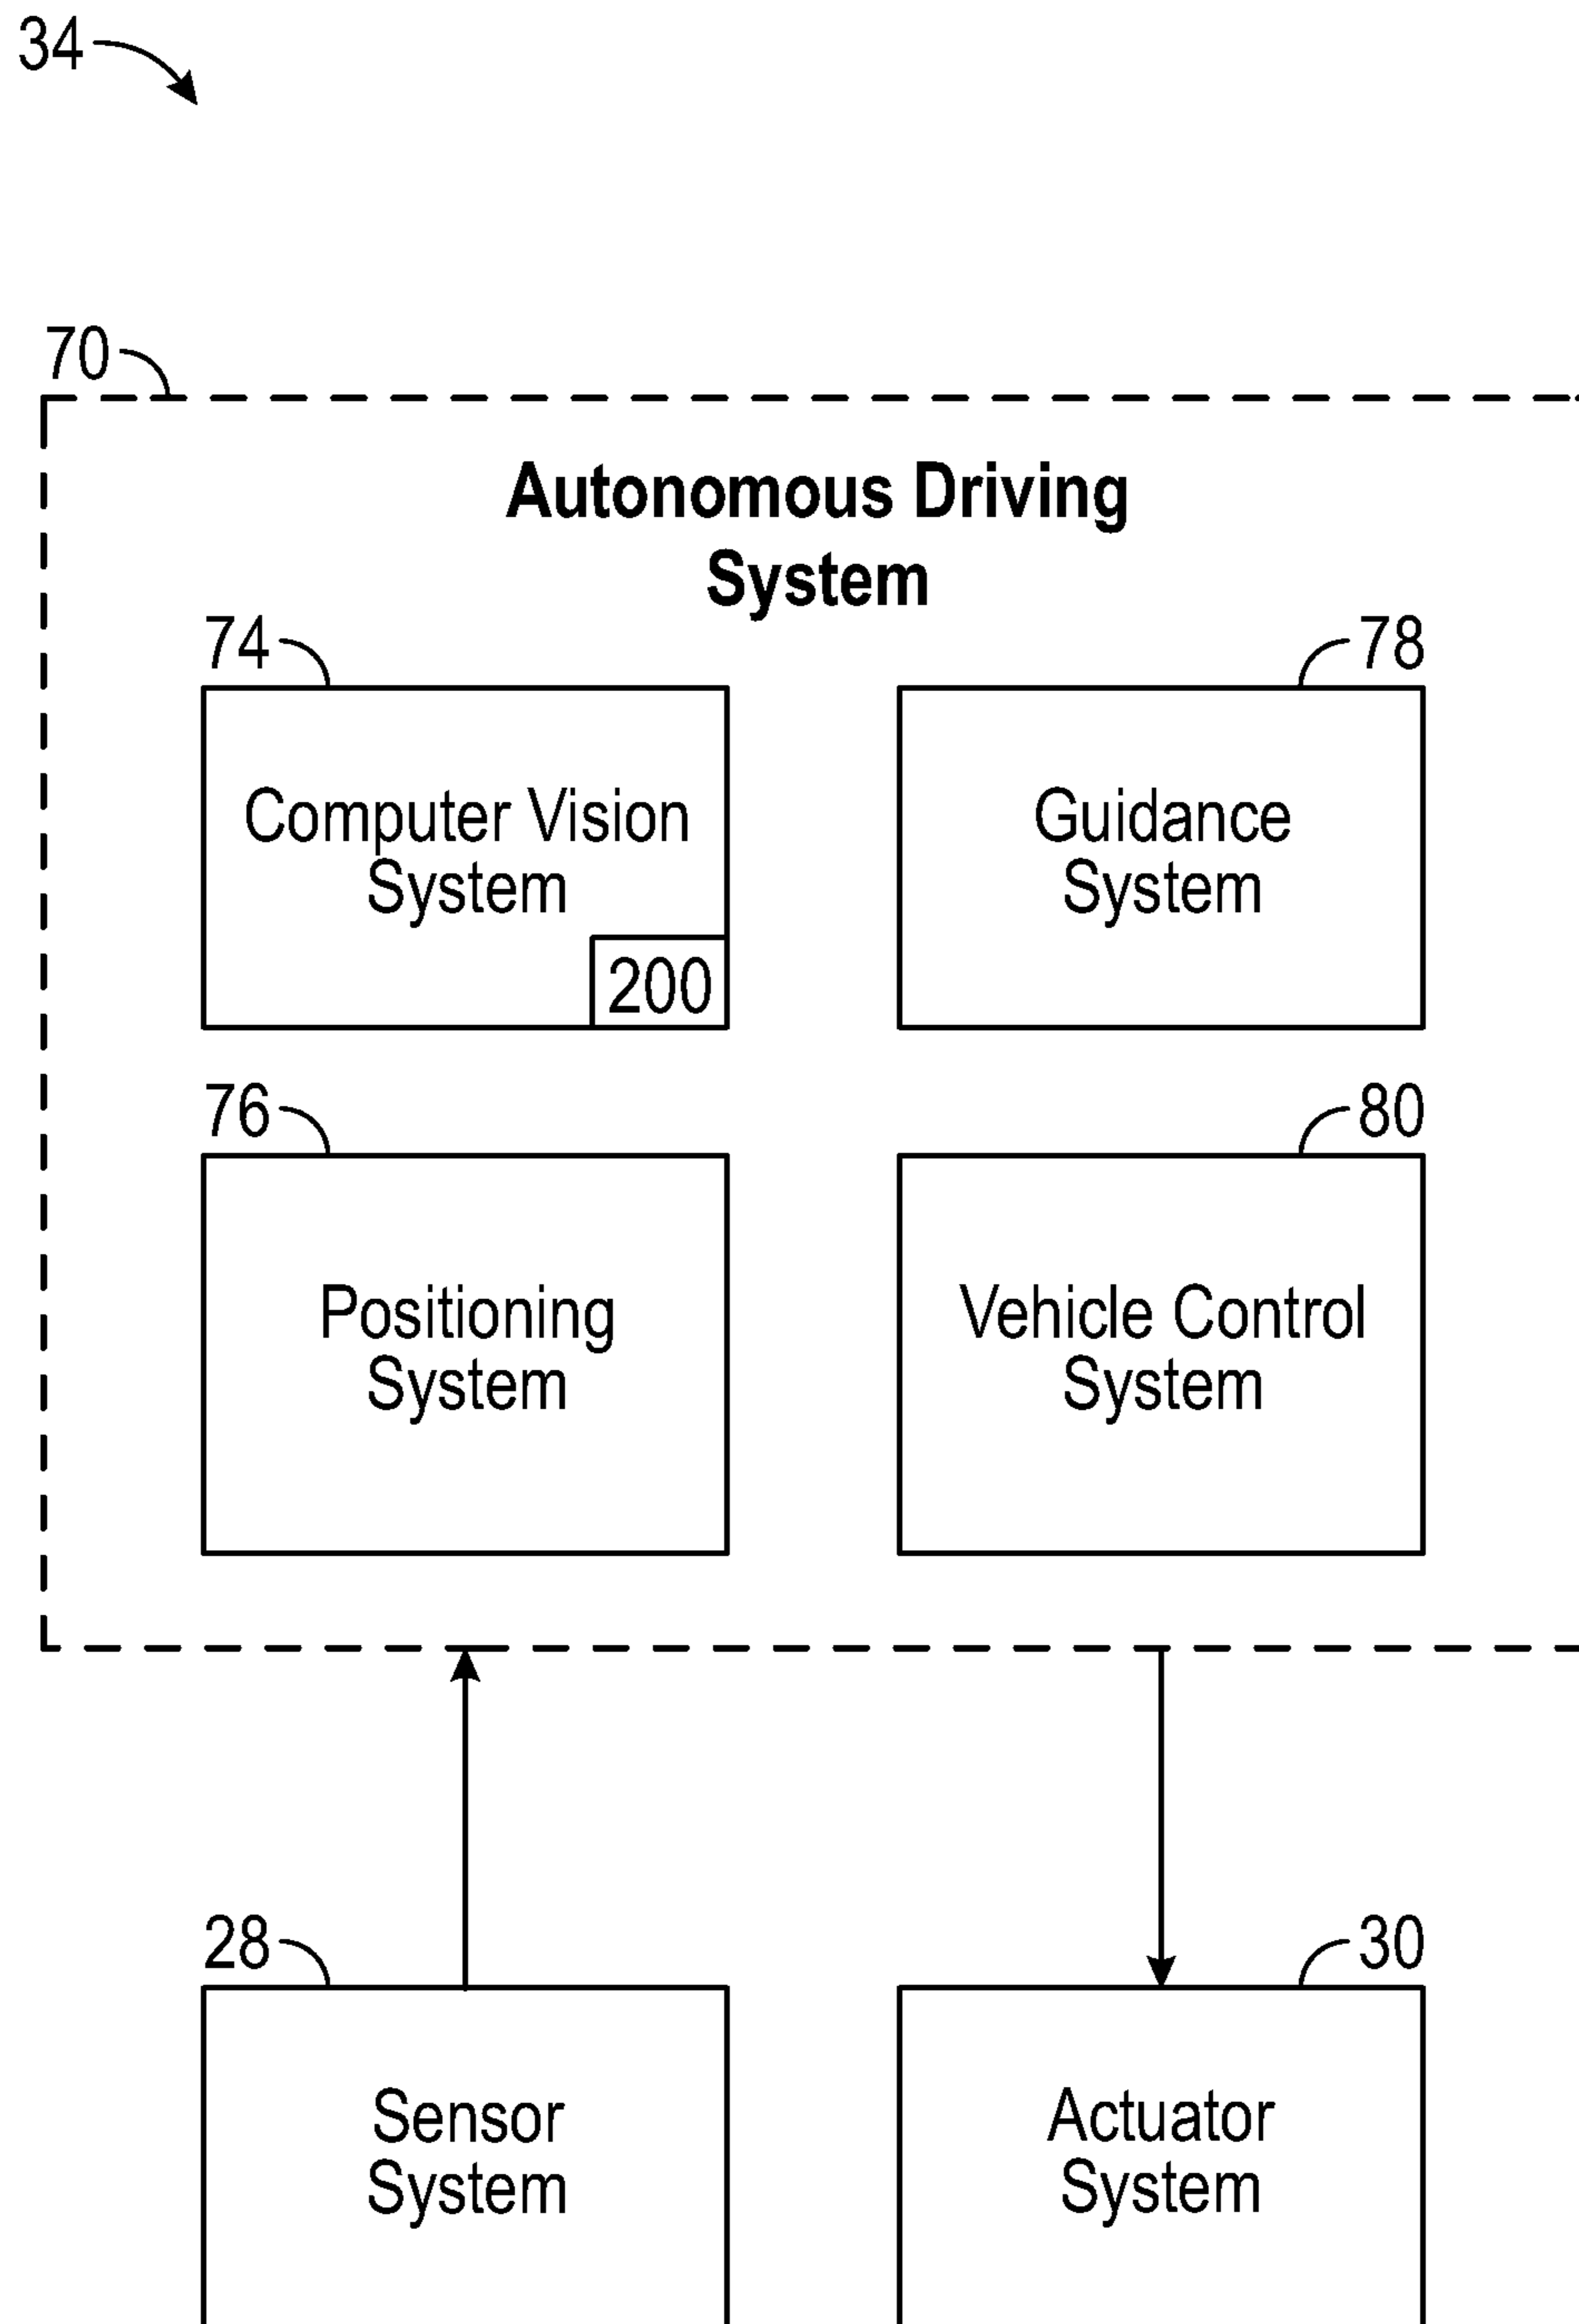 34
70
Autonomous Driving
System
74
78
Computer Vision
System
200
Guidance
System
76
80
Positioning
System
Vehicle Control
System
28
30
Sensor
System
Actuator
System